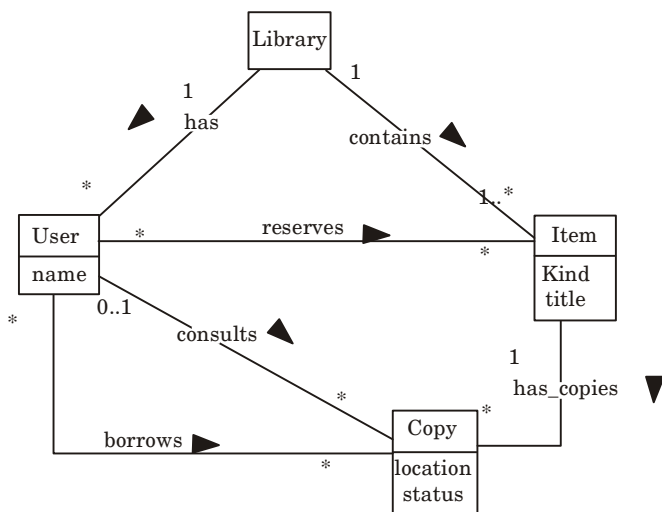 Library
1
1
has
contains
*
1..*
User
*
reserves
*
Item
name
Kind
title
0..1
*
consults
1
has_copies
*
*
Copy
borrows
*
location
status